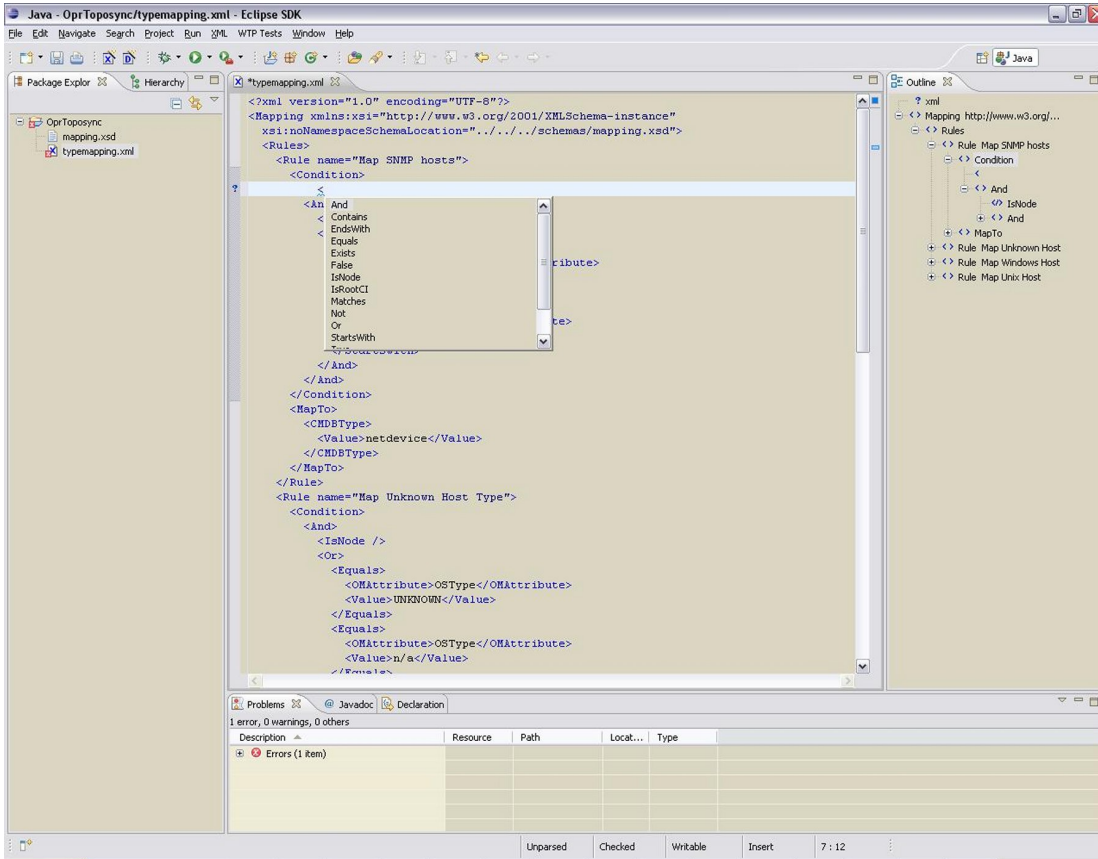 Java - OprToposync/typemapping.xml - Eclipse SDK
File Edit Navigate Search Project Run XML WTP Tests Window Help
Java
Package Explor
Hierarchy
OprToposync
mapping.xsd
typemapping.xml
*typemapping.xml
<?xml version="1.0" encoding="UTF-8"?>
<Mapping xmlns:xsi="http://www.w3.org/2001/XMLSchema-instance"
xsi:noNamespaceSchemaLocation="../../../schemas/mapping.xsd">
<Rules>
<Rule name="Map SNMP hosts">
<Condition>
<
<An
<
<
And
Contains
EndsWith
Equals
Exists
False
IsNode
IsRootCI
Matches
Not
Or
StartsWith
ribute>
te>
</StartsWith>
</And>
</And>
</Condition>
<MapTo>
<CMDBType>
<Value>netdevice</Value>
</CMDBType>
</MapTo>
</Rule>
<Rule name="Map Unknown Host Type">
<Condition>
<And>
<IsNode />
<Or>
<Equals>
<OMAttribute>OSType</OMAttribute>
<Value>UNKNOWN</Value>
</Equals>
<Equals>
<OMAttribute>OSType</OMAttribute>
<Value>n/a</Value>
</Equals>
Outline
? xml
Mapping http://www.w3.org/...
Rules
Rule Map SNMP hosts
Condition
<
And
IsNode
And
MapTo
Rule Map Unknown Host
Rule Map Windows Host
Rule Map Unix Host
Problems
@ Javadoc
Declaration
1 error, 0 warnings, 0 others
Description Resource Path Locat... Type
Errors (1 item)
Unparsed Checked Writable Insert 7 : 12